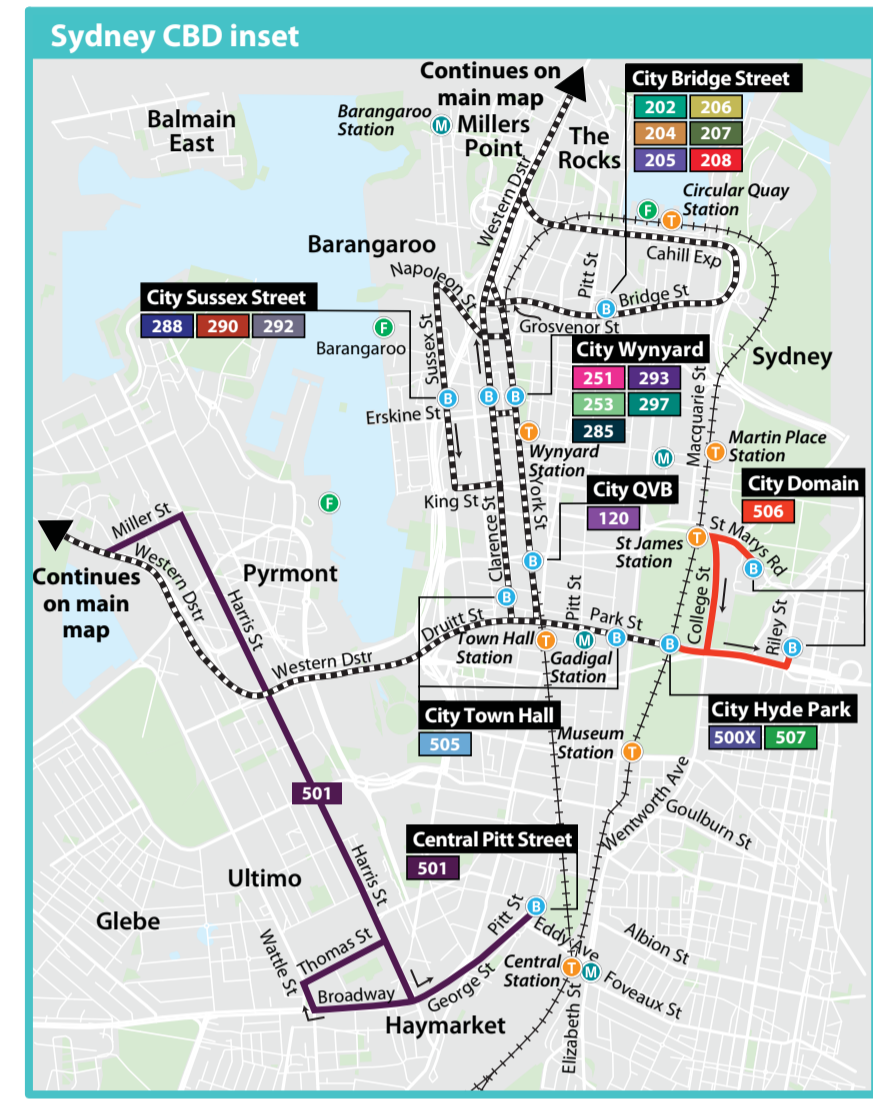 Sydney CBD inset
Continues on
main map
City Bridge Street
202 206
204 207
205 208
Balmain
East
Barangaroo
Station
M
Millers
Point
The
Rocks
Western Dstr
Circular Quay
Station
F
T
Cahill Exp
Barangaroo
Napoleon St
Pitt St
Bridge St
B
Grosvenor St
City Sussex Street
288 290 292
F
Barangaroo
Sussex St
City Wynyard
251 293
253 297
285
Sydney
Macquarie St
B
B
B
Erskine St
T
Wynyard
Station
M
T
Martin Place
Station
King St
Clarence St
York St
City QVB
120
City Domain
506
F
Miller St
St James
Station
T
St Marys Rd
B
Continues
on main
map
Western Dstr
Pyrmont
Harris St
B
B
Pitt St
College St
Riley St
Druitt St
Park St
Western Dstr
Town Hall
Station
T
M
Gadigal
Station
B
B
B
City Town Hall
505
City Hyde Park
500X 507
Museum
Station
T
501
Wentworth Ave
Goulburn St
Central Pitt Street
501
Harris St
Ultimo
Glebe
Pitt St
B
Eddy Ave
Albion St
Wattle St
Thomas St
Broadway
George St
Central
Station
T
M
Foveaux St
Haymarket
Elizabeth St